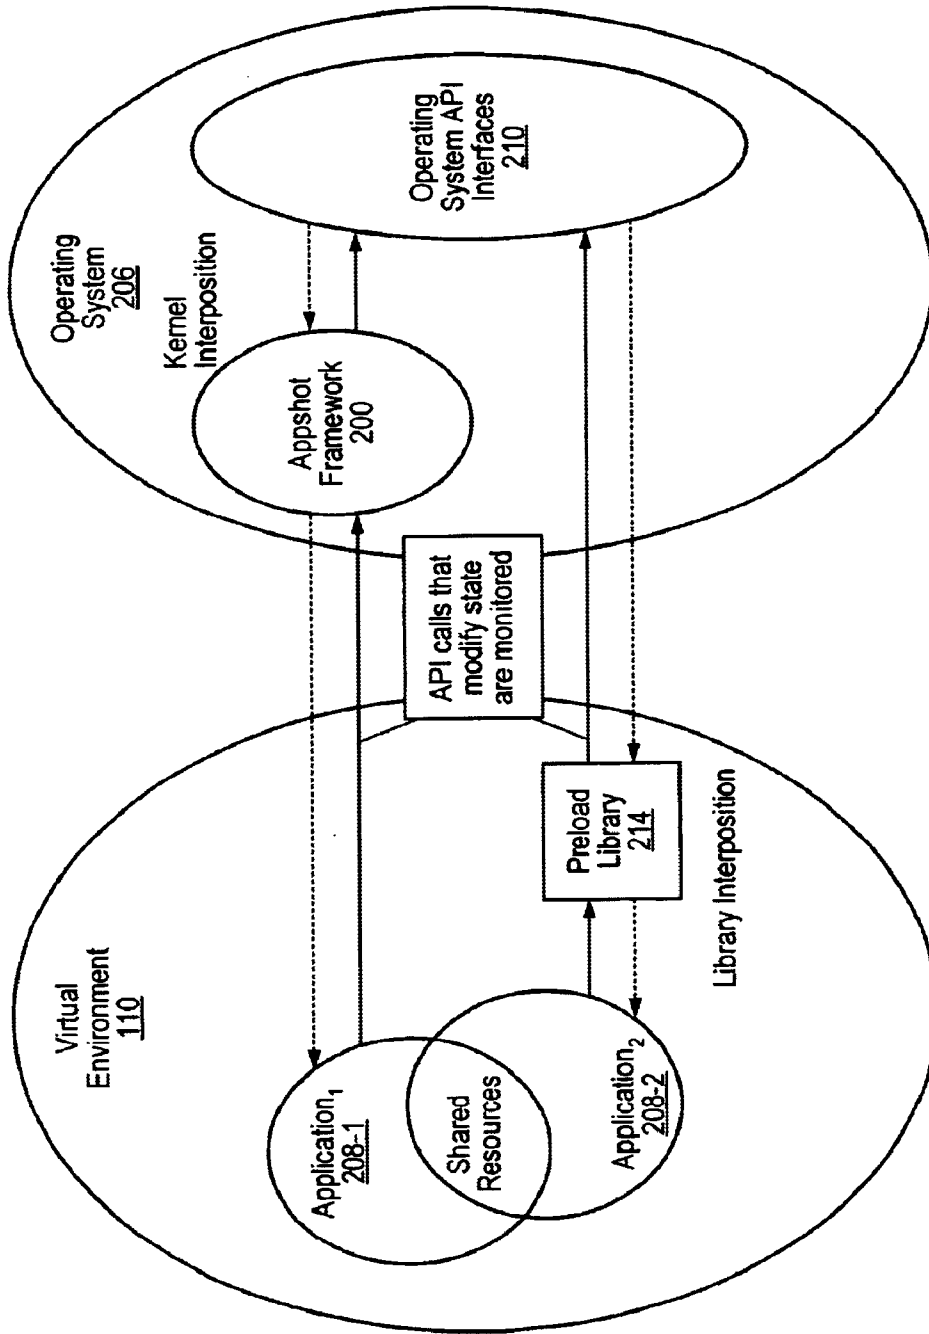 Virtual
Environment
110
Application1
208-1
Shared
Resources
Application2
208-2
Preload
Library
214
Library Interposition
API calls that
modify state
are monitored
Operating
System
206
Kernel
Interposition
Appshot
Framework
200
Operating
System API
Interfaces
210